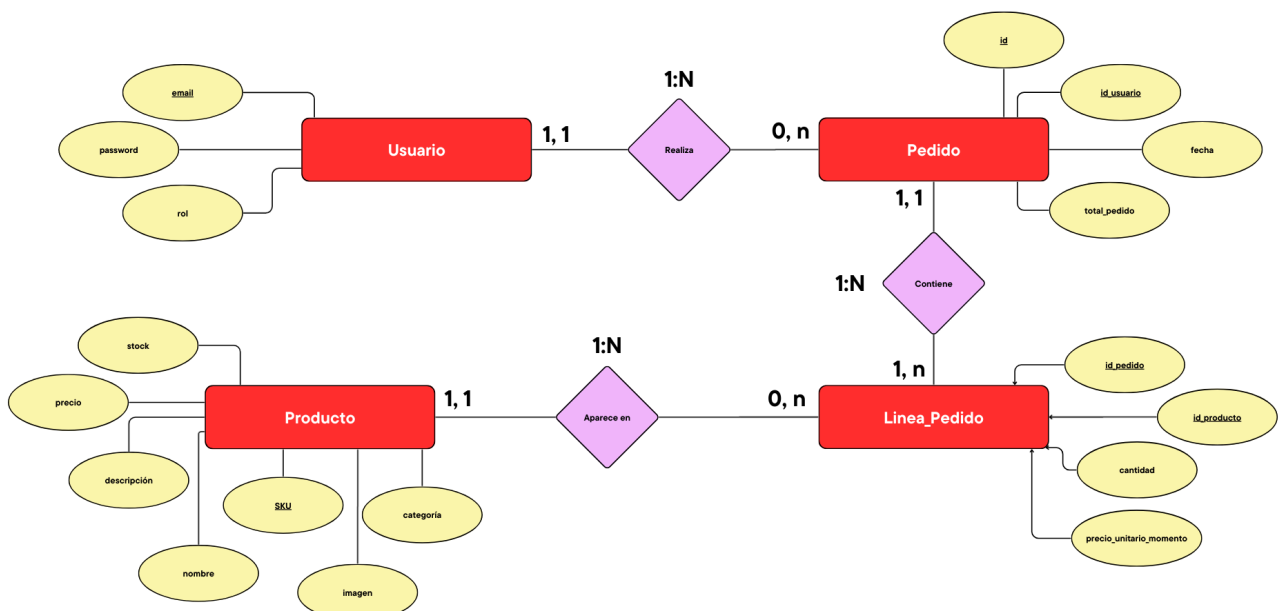 id
1:N
email
id_usuario
1, 1
0, n
password
Usuario
Realiza
Pedido
fecha
rol
1, 1
total_pedido
1:N
Contiene
stock
1:N
1, n
id_pedido
precio
1, 1
0, n
Producto
Aparece en
Linea_Pedido
id_producto
descripción
cantidad
SKU
categoría
precio_unitario_momento
nombre
imagen